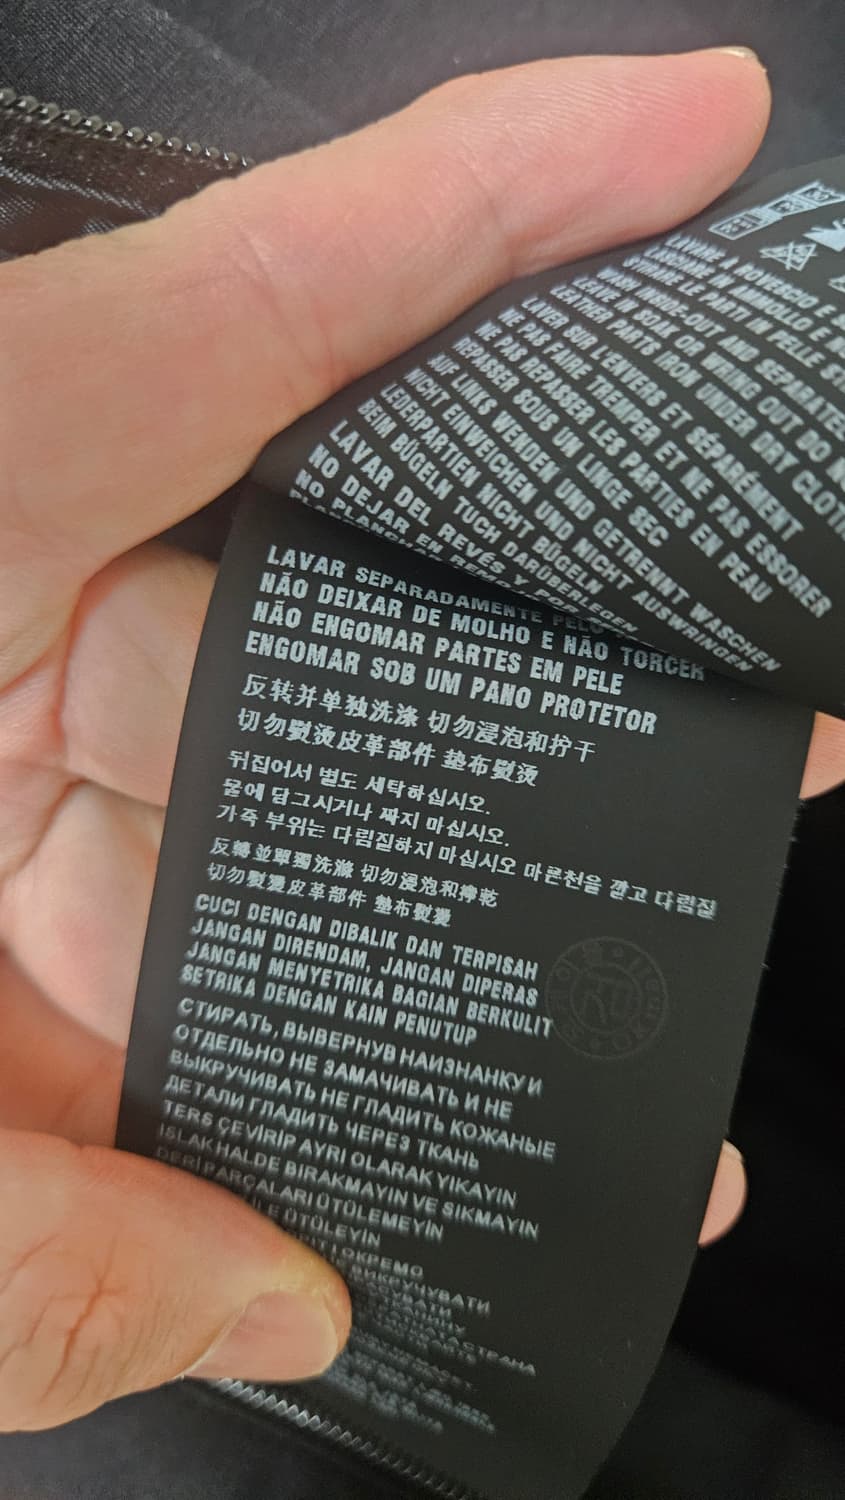 LAVARE A ROVESCIO E
LASCIARE IN AMMOLLO E
STIRARE LE PARTI IN PELLE
WASH INSIDE-OUT AND SEPARATELY
LEAVE IN SOAK OR WRING OUT DO
LEATHER PARTS IRON UNDER DRY
LAVER SUR L'ENVERS ET SÉPARÉMENT
NE PAS FAIRE TREMPER ET NE PAS ESSORER
NE PAS REPASSER LES PARTIES EN PEAU
REPASSER SOUS UN LINGE SEC
AUF LINKS WENDEN UND GETRENNT WASCHEN
NICHT EINWEICHEN UND NICHT AUSWRINGEN
LEDERPARTIEN NICHT BÜGELN
BEIM BÜGELN TUCH DARÜBERLEGEN
LAVAR DEL REVÉS Y POR
NO DEJAR EN REMOJO
NO PLANCHAR
LAVAR SEPARADAMENTE PELO
NÃO DEIXAR DE MOLHO E NÃO TORCER
NÃO ENGOMAR PARTES EM PELE
ENGOMAR SOB UM PANO PROTETOR
反转并单独洗涤 切勿浸泡和拧干
切勿熨烫皮革部件 垫布熨烫
뒤집어서 별도 세탁하십시오.
물에 담그시거나 짜지 마십시오.
가죽 부위는 다림질하지 마십시오 마른천을 깔고 다림질
反轉並單獨洗滌 切勿浸泡和擰乾
切勿熨燙皮革部件 墊布熨燙
CUCI DENGAN DIBALIK DAN TERPISAH
JANGAN DIRENDAM, JANGAN DIPERAS
JANGAN MENYETRIKA BAGIAN BERKULIT
SETRIKA DENGAN KAIN PENUTUP
СТИРАТЬ, ВЫВЕРНУВ НАИЗНАНКУ И
ОТДЕЛЬНО НЕ ЗАМАЧИВАТЬ И НЕ
ВЫКРУЧИВАТЬ НЕ ГЛАДИТЬ КОЖАНЫЕ
ДЕТАЛИ ГЛАДИТЬ ЧЕРЕЗ ТКАНЬ
TERS ÇEVİRİP AYRI OLARAK YIKAYIN
ISLAK HALDE BIRAKMAYIN VE SIKMAYIN
DERİ PARÇALARI ÜTÜLEMEYİN
İLE ÜTÜLEYİN
ОКРЕМО
ВИКРУЧУВАТИ